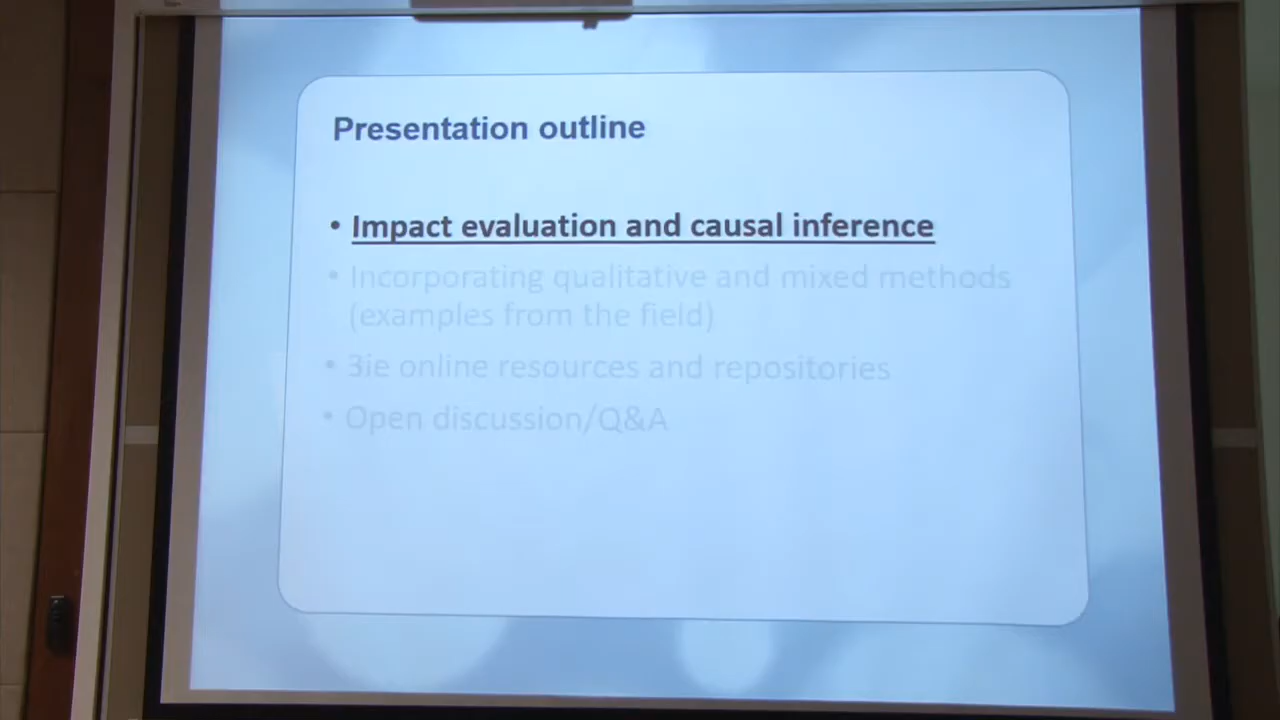 Presentation outline
• Impact evaluation and causal inference
• Incorporating qualitative and mixed methods
(examples from the field)
• 3ie online resources and repositories
• Open discussion/Q&A